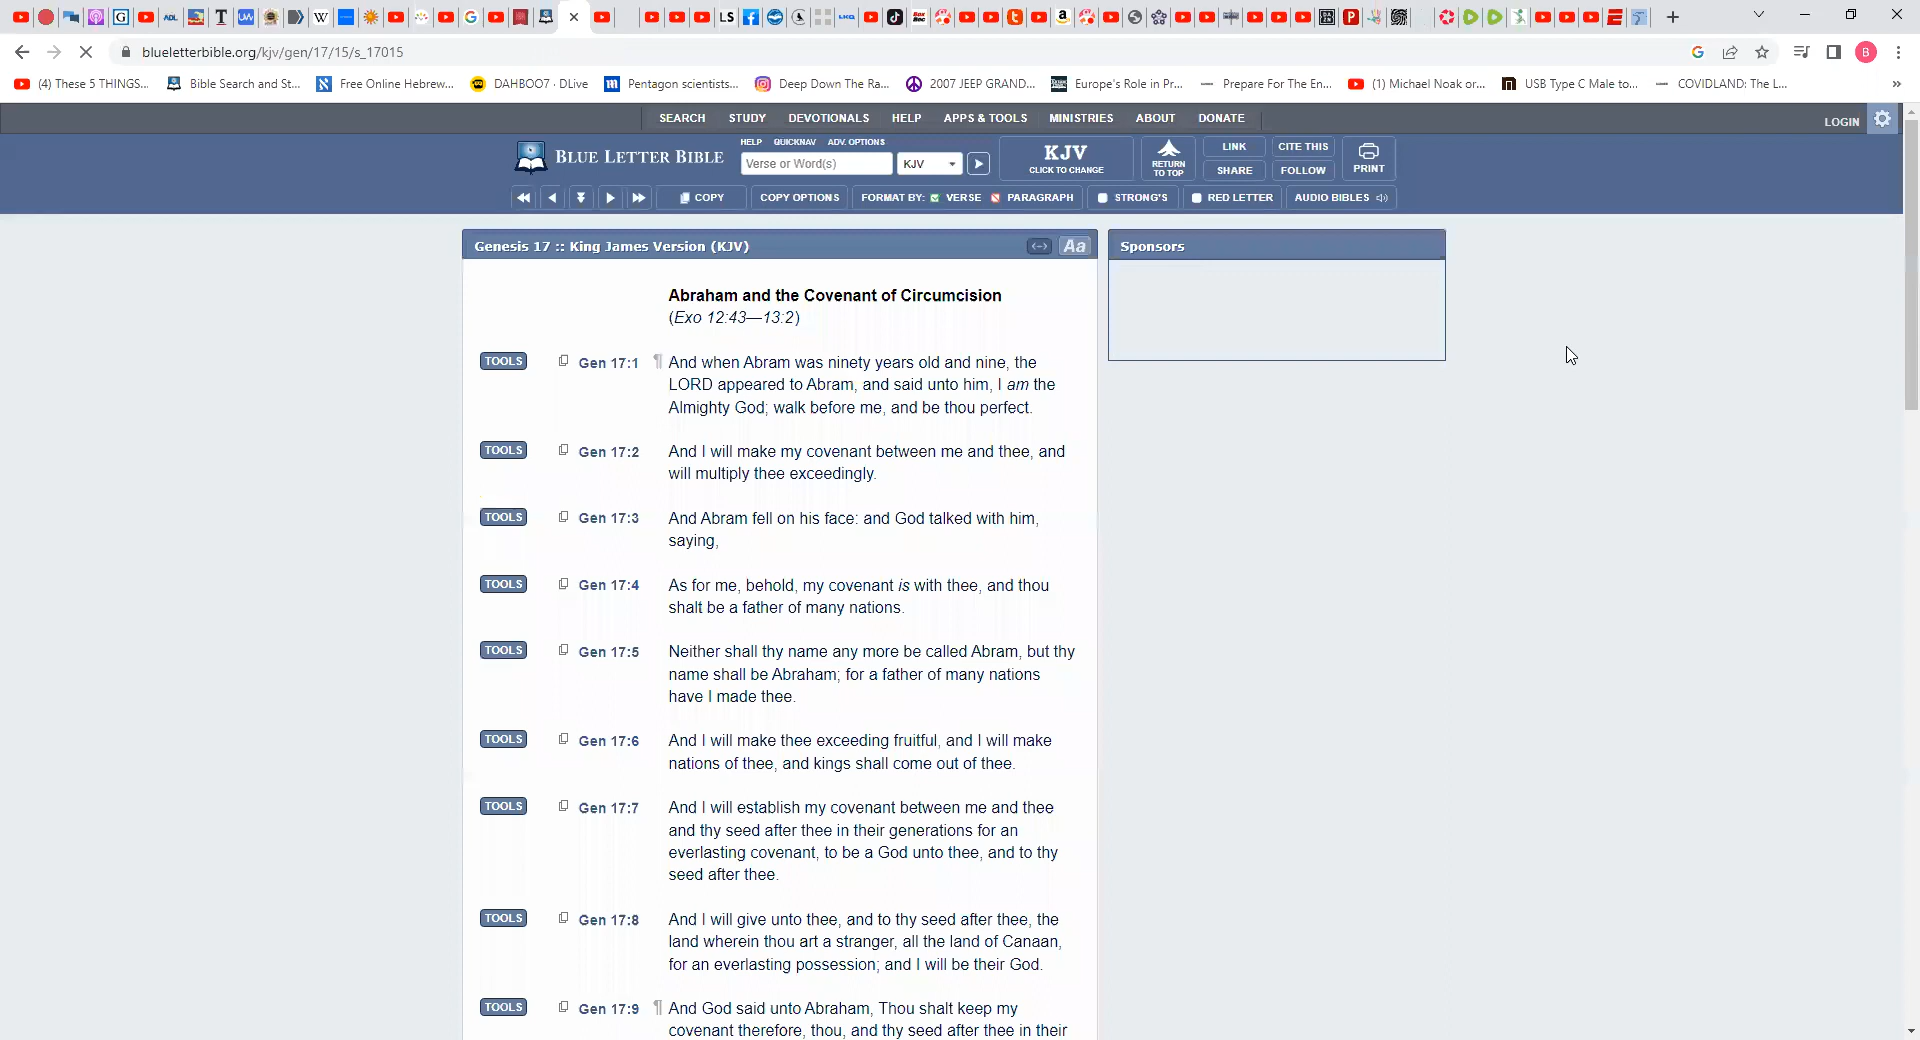 blueletterbible.org/kjv/gen/17/15/s_17015
(4) These 5 THINGS... Bible Search and St... Free Online Hebrew... DAHBOO7 · DLive Pentagon scientists... Deep Down The Ra... 2007 JEEP GRAND... Europe's Role in Pr... Prepare For The En... (1) Michael Noak or... USB Type C Male to... COVIDLAND: The L... »
SEARCH STUDY DEVOTIONALS HELP APPS & TOOLS MINISTRIES ABOUT DONATE
LOGIN
BLUE LETTER BIBLE
HELP QUICKNAV ADV. OPTIONS
Verse or Word(s) KJV
KJV
CLICK TO CHANGE
RETURN
TO TOP
LINK CITE THIS
SHARE FOLLOW
PRINT
COPY COPY OPTIONS FORMAT BY: VERSE PARAGRAPH STRONG'S RED LETTER AUDIO BIBLES
Genesis 17 :: King James Version (KJV) Aa
Sponsors
Abraham and the Covenant of Circumcision
(Exo 12:43—13:2)
TOOLS Gen 17:1 ¶ And when Abram was ninety years old and nine, the
LORD appeared to Abram, and said unto him, I am the
Almighty God; walk before me, and be thou perfect.
TOOLS Gen 17:2 And I will make my covenant between me and thee, and
will multiply thee exceedingly.
TOOLS Gen 17:3 And Abram fell on his face: and God talked with him,
saying,
TOOLS Gen 17:4 As for me, behold, my covenant is with thee, and thou
shalt be a father of many nations.
TOOLS Gen 17:5 Neither shall thy name any more be called Abram, but thy
name shall be Abraham; for a father of many nations
have I made thee.
TOOLS Gen 17:6 And I will make thee exceeding fruitful, and I will make
nations of thee, and kings shall come out of thee.
TOOLS Gen 17:7 And I will establish my covenant between me and thee
and thy seed after thee in their generations for an
everlasting covenant, to be a God unto thee, and to thy
seed after thee.
TOOLS Gen 17:8 And I will give unto thee, and to thy seed after thee, the
land wherein thou art a stranger, all the land of Canaan,
for an everlasting possession; and I will be their God.
TOOLS Gen 17:9 ¶ And God said unto Abraham, Thou shalt keep my
covenant therefore, thou, and thy seed after thee in their